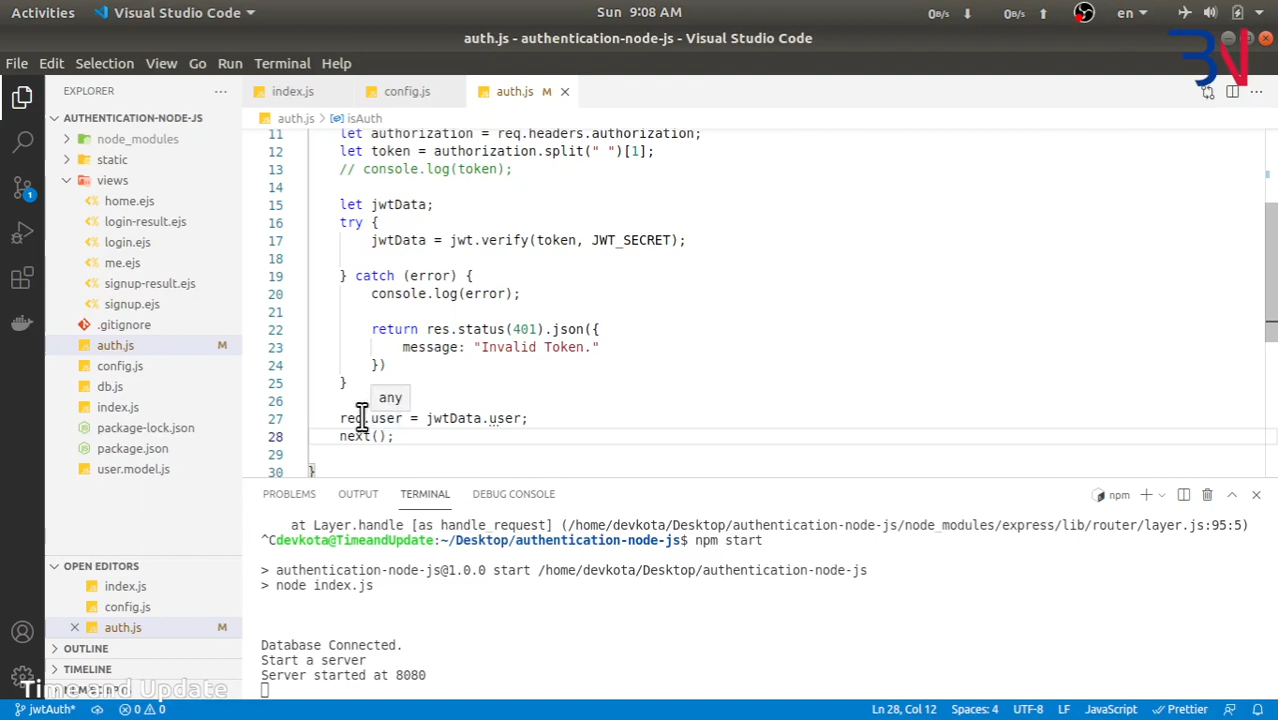 Activities
Visual Studio Code
Sun 9:08 AM
0B/s
0B/s
en
auth.js - authentication-node-js - Visual Studio Code
BN
File Edit Selection View Go Run Terminal Help
EXPLORER
AUTHENTICATION-NODE-JS
node_modules
static
views
home.ejs
login-result.ejs
login.ejs
me.ejs
signup-result.ejs
signup.ejs
.gitignore
auth.js M
config.js
db.js
index.js
package-lock.json
package.json
user.model.js
OPEN EDITORS
index.js
config.js
auth.js M
OUTLINE
TIMELINE
Time and Update
1
index.js config.js auth.js M
auth.js > isAuth
11 let authorization = req.headers.authorization;
12 let token = authorization.split(" ")[1];
13 // console.log(token);
14
15 let jwtData;
16 try {
17 jwtData = jwt.verify(token, JWT_SECRET);
18
19 } catch (error) {
20 console.log(error);
21
22 return res.status(401).json({
23 message: "Invalid Token."
24 })
25 }
26
any
27 req.user = jwtData.user;
28 next();
29
30 }
PROBLEMS OUTPUT TERMINAL DEBUG CONSOLE
npm
at Layer.handle [as handle_request] (/home/devkota/Desktop/authentication-node-js/node_modules/express/lib/router/layer.js:95:5)
^Cdevkota@TimeandUpdate:~/Desktop/authentication-node-js$ npm start
> authentication-node-js@1.0.0 start /home/devkota/Desktop/authentication-node-js
> node index.js
Database Connected.
Start a server
Server started at 8080
jwtAuth* 0 0 Ln 28, Col 12 Spaces: 4 UTF-8 LF JavaScript Prettier